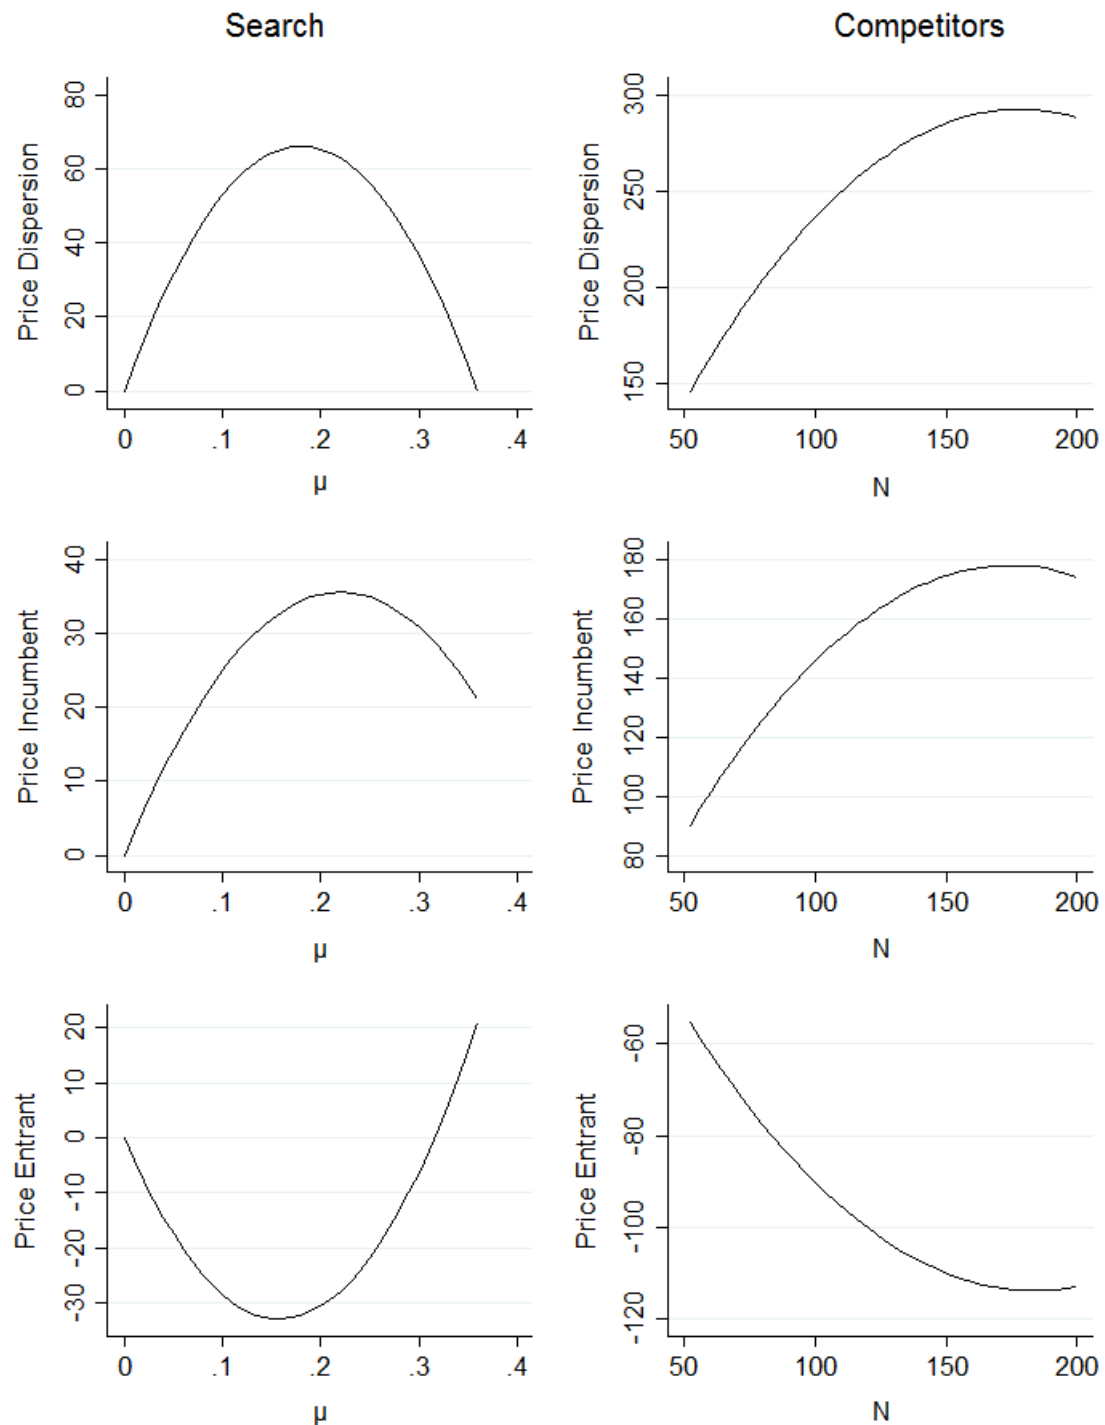 Search
Competitors
Price Dispersion
80
60
40
20
0
0 .1 .2 .3 .4
µ
Price Dispersion
300
250
200
150
50 100 150 200
N
Price Incumbent
40
30
20
10
0
0 .1 .2 .3 .4
µ
Price Incumbent
180
160
140
120
100
80
50 100 150 200
N
Price Entrant
20
10
0
-10
-20
-30
0 .1 .2 .3 .4
µ
Price Entrant
-60
-80
-100
-120
50 100 150 200
N